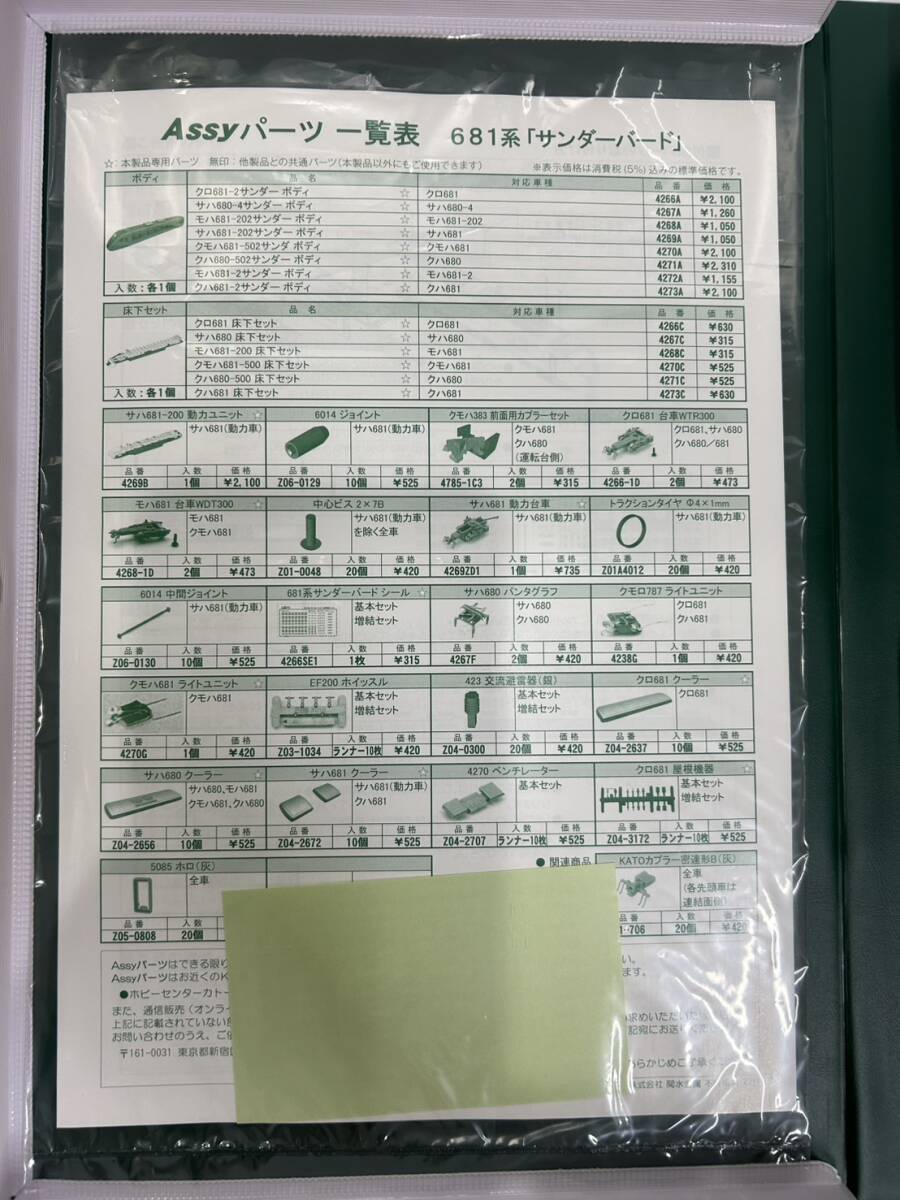 Assyパーツ 一覧表 681系「サンダーバード」
☆:本製品専用パーツ 無印:他製品との共通パーツ(本製品以外にもご使用できます) ※表示価格は消費税(5%)込みの標準価格です。
ボディ 品名 対応車種 品番 価格
クロ681-2サンダー ボディ ☆ クロ681 4266A ¥2,100
サハ680-4サンダー ボディ ☆ サハ680-4 4267A ¥1,260
モハ681-202サンダー ボディ ☆ モハ681-202 4268A ¥1,050
サハ681-202サンダー ボディ ☆ サハ681 4269A ¥1,050
クモハ681-502サンダ ボディ ☆ クモハ681 4270A ¥2,100
クハ680-502サンダー ボディ ☆ クハ680 4271A ¥2,310
モハ681-2サンダー ボディ ☆ モハ681-2 4272A ¥1,155
入数:各1個 クハ681-2サンダー ボディ ☆ クハ681 4273A ¥2,100
床下セット 品名 対応車種 品番 価格
クロ681 床下セット ☆ クロ681 4266C ¥630
サハ680 床下セット ☆ サハ680 4267C ¥315
モハ681-200 床下セット ☆ モハ681 4268C ¥315
クモハ681-500 床下セット ☆ クモハ681 4270C ¥525
クハ680-500 床下セット ☆ クハ680 4271C ¥525
入数:各1個 クハ681 床下セット ☆ クハ681 4273C ¥630
サハ681-200 動力ユニット ☆
サハ681(動力車)
品番 入数 価格
4269B 1個 ¥2,100
6014 ジョイント
サハ681(動力車)
品番 入数 価格
Z06-0129 10個 ¥525
クモハ383 前面用カプラーセット
クモハ681
クハ680
(運転台側)
品番 入数 価格
4785-1C3 2個 ¥315
クロ681 台車WTR300
クロ681、サハ680
クハ680/681
品番 入数 価格
4266-1D 2個 ¥473
モハ681 台車WDT300 ☆
モハ681
クモハ681
品番 入数 価格
4268-1D 2個 ¥473
中心ビス 2×7B
サハ681(動力車)
を除く全車
品番 入数 価格
Z01-0048 20個 ¥420
サハ681 動力台車 ☆
サハ681(動力車)
品番 入数 価格
4269ZD1 1個 ¥735
トラクションタイヤ Φ4×1mm
サハ681(動力車)
品番 入数 価格
Z01A4012 20個 ¥420
6014 中間ジョイント
サハ681(動力車)
品番 入数 価格
Z06-0130 10個 ¥525
681系サンダーバード シール ☆
基本セット
増結セット
品番 入数 価格
4266SE1 1枚 ¥315
サハ680 パンタグラフ
サハ680
クハ680
品番 入数 価格
4267F 2個 ¥420
クモロ787 ライトユニット
クロ681
クハ681
品番 入数 価格
4238G 1個 ¥420
クモハ681 ライトユニット ☆
クモハ681
品番 入数 価格
4270G 1個 ¥420
EF200 ホイッスル
基本セット
増結セット
品番 入数 価格
Z03-1034 ランナー10枚 ¥420
423 交流避雷器(銀)
基本セット
増結セット
品番 入数 価格
Z04-0300 20個 ¥420
クロ681 クーラー ☆
クロ681
品番 入数 価格
Z04-2637 10個 ¥525
サハ680 クーラー ☆
サハ680、モハ681
クモハ681、クハ680
品番 入数 価格
Z04-2656 10個 ¥525
サハ681 クーラー ☆
サハ681(動力車)
クハ681
品番 入数 価格
Z04-2672 10個 ¥525
4270 ベンチレーター
基本セット
品番 入数 価格
Z04-2707 ランナー10枚 ¥525
クロ681 屋根機器 ☆
基本セット
増結セット
品番 入数 価格
Z04-3172 ランナー10枚 ¥525
5085 ホロ(灰)
全車
品番 入数
Z05-0808 20個
●関連商品
KATOカプラー密連形B(灰)
全車
(各先頭車は
連結面側)
品番 入数 価格
706 20個 ¥420
Assyパーツはできる限り
Assyパーツはお近くのK
●ホビーセンターカトー
また、通信販売(オンライ
上記に記載されていない
お問い合わせのうえ、ご
〒161-0031 東京都新宿区
い。
ます。
株式会社 関水金属